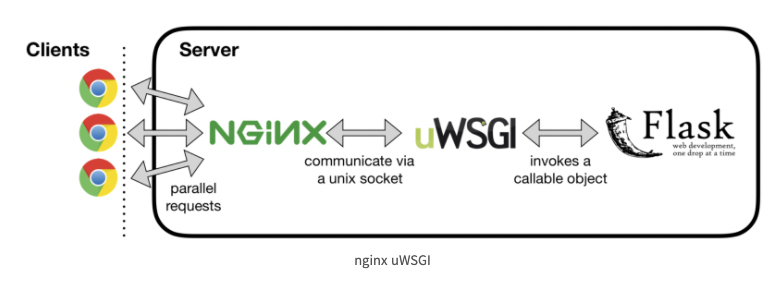 Clients
Server
NGINX
uWSGI
Flask
web development,
one drop at a time
communicate via
a unix socket
invokes a
callable object
parallel
requests
nginx uWSGI